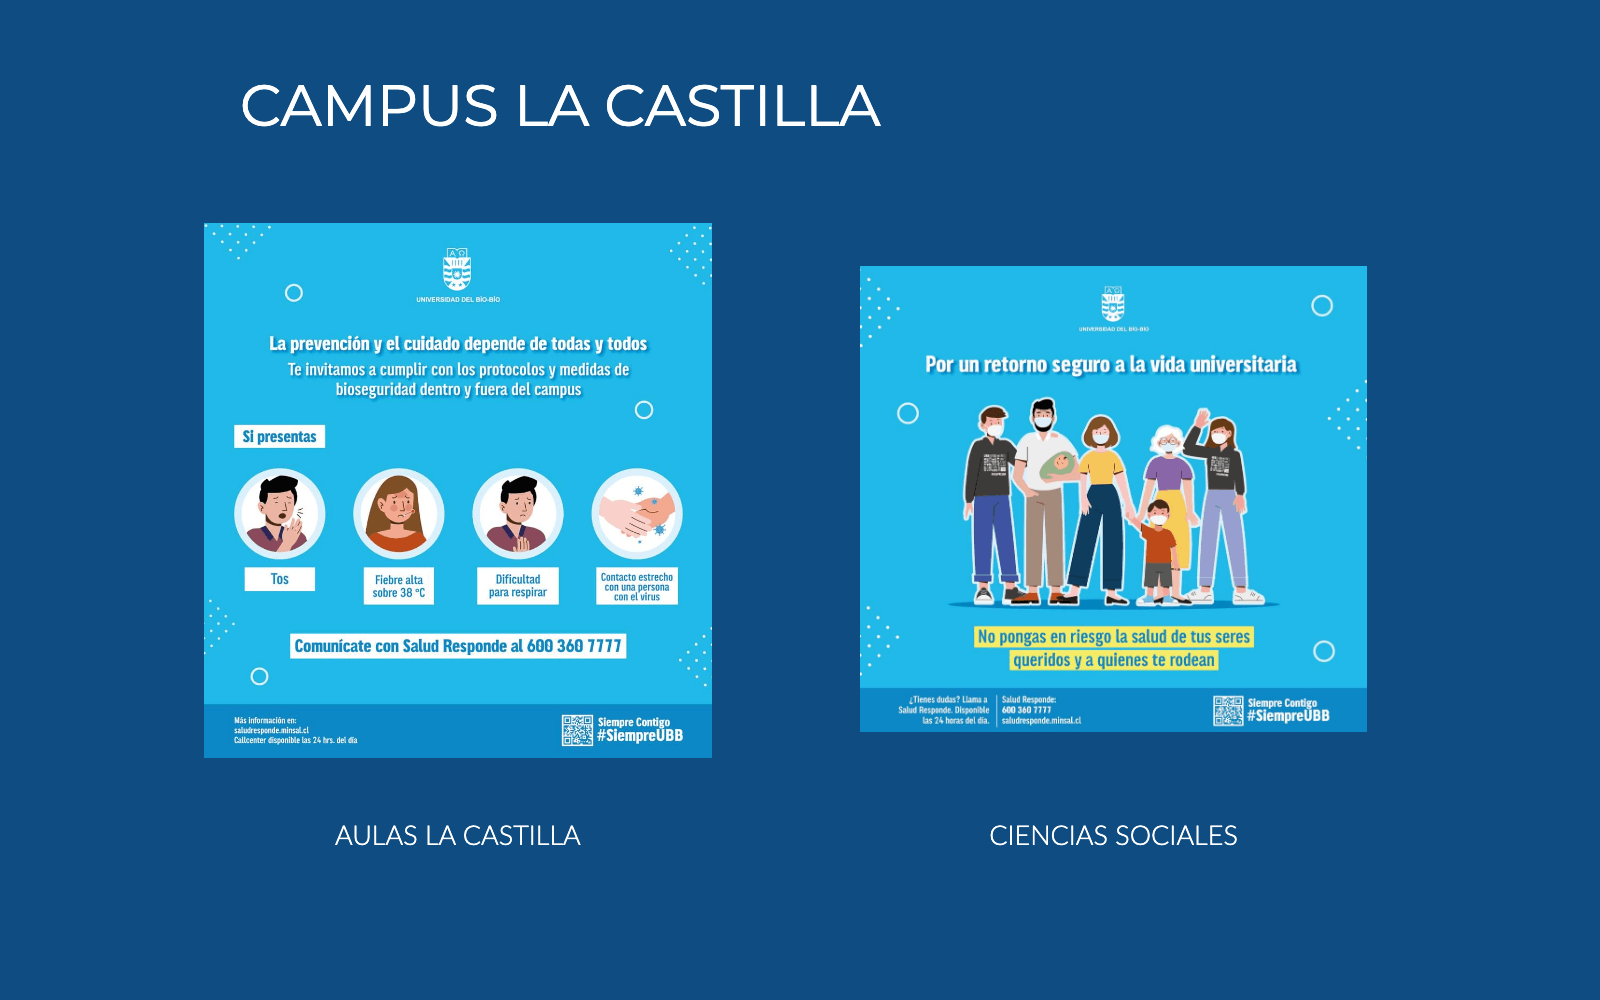 CAMPUS LA CASTILLA
UNIVERSIDAD DEL BÍO-BÍO
La prevención y el cuidado depende de todas y todos
Te invitamos a cumplir con los protocolos y medidas de
bioseguridad dentro y fuera del campus
Si presentas
Tos
Fiebre alta
sobre 38 °C
Dificultad
para respirar
Contacto estrecho
con una persona
con el virus
Comunícate con Salud Responde al 600 360 7777
Más información en:
saludresponde.minsal.cl
Callcenter disponible las 24 hrs. del día
Siempre Contigo
#SiempreUBB
AULAS LA CASTILLA
UNIVERSIDAD DEL BÍO-BÍO
Por un retorno seguro a la vida universitaria
No pongas en riesgo la salud de tus seres
queridos y a quienes te rodean
¿Tienes dudas? Llama a
Salud Responde. Disponible
las 24 horas del día.
Salud Responde:
600 360 7777
saludresponde.minsal.cl
Siempre Contigo
#SiempreUBB
CIENCIAS SOCIALES